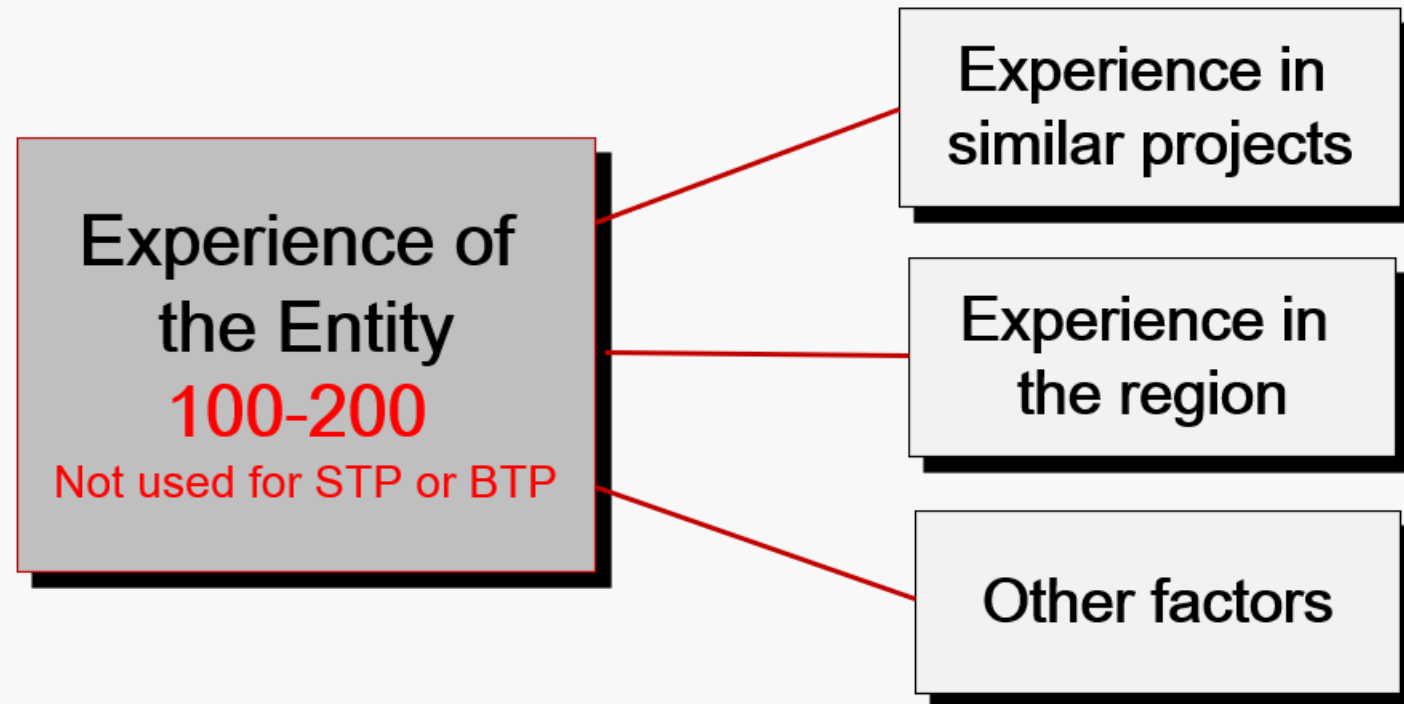 Experience of
the Entity
100-200
Not used for STP or BTP
Experience in
similar projects
Experience in
the region
Other factors